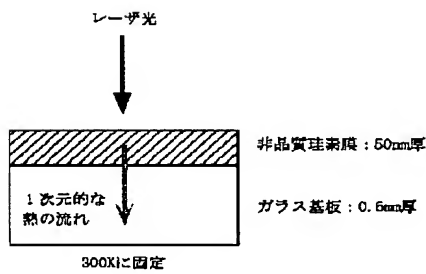 レーザ光
非品質珪素膜：50nm厚
1次元的な
熱の流れ
ガラス基板：0.6mm厚
300Kに固定